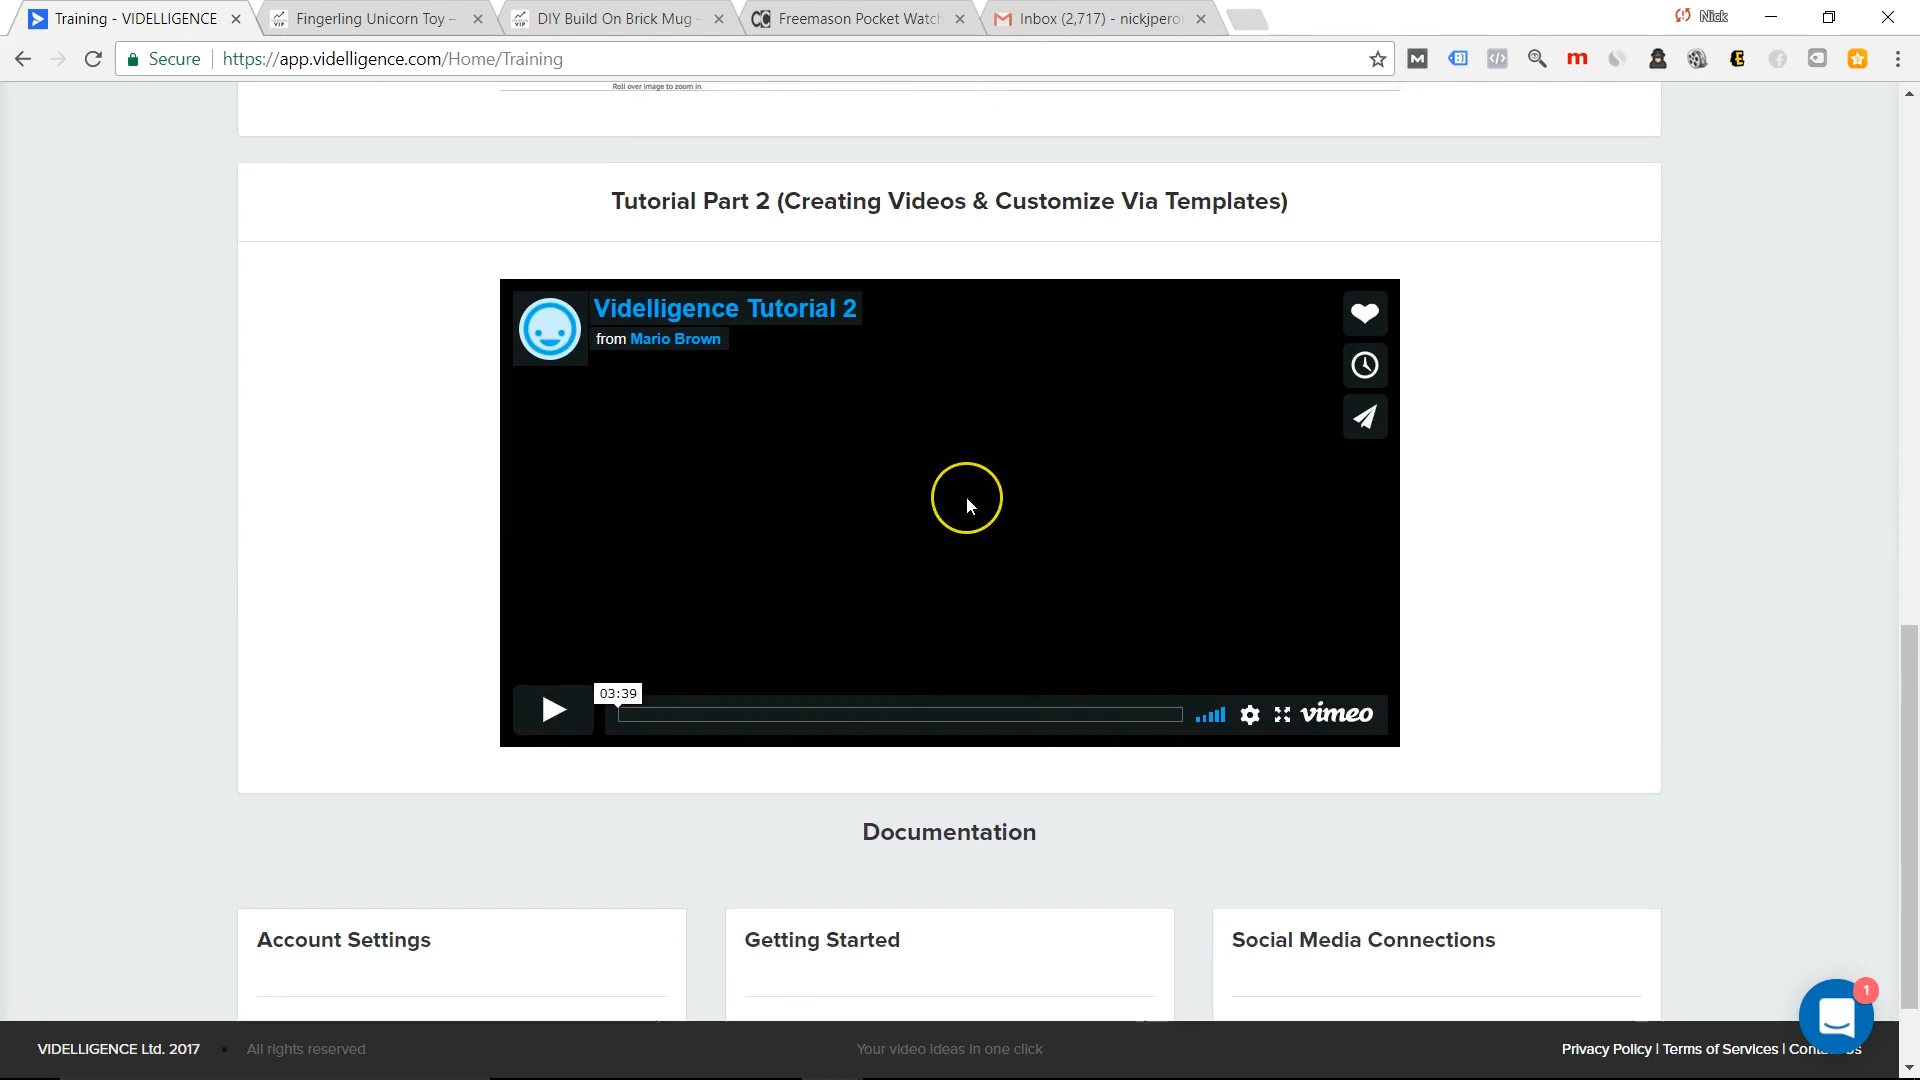 Training - VIDELLIGENCE
Fingerling Unicorn Toy –
DIY Build On Brick Mug –
Freemason Pocket Watch
Inbox (2,717) - nickjpero
Nick
Secure
https://app.videlligence.com/Home/Training
Roll over image to zoom in
Tutorial Part 2 (Creating Videos & Customize Via Templates)
Videlligence Tutorial 2
from Mario Brown
03:39
vimeo
Documentation
Account Settings
Getting Started
Social Media Connections
1
VIDELLIGENCE Ltd. 2017 • All rights reserved
Your video ideas in one click
Privacy Policy | Terms of Services |